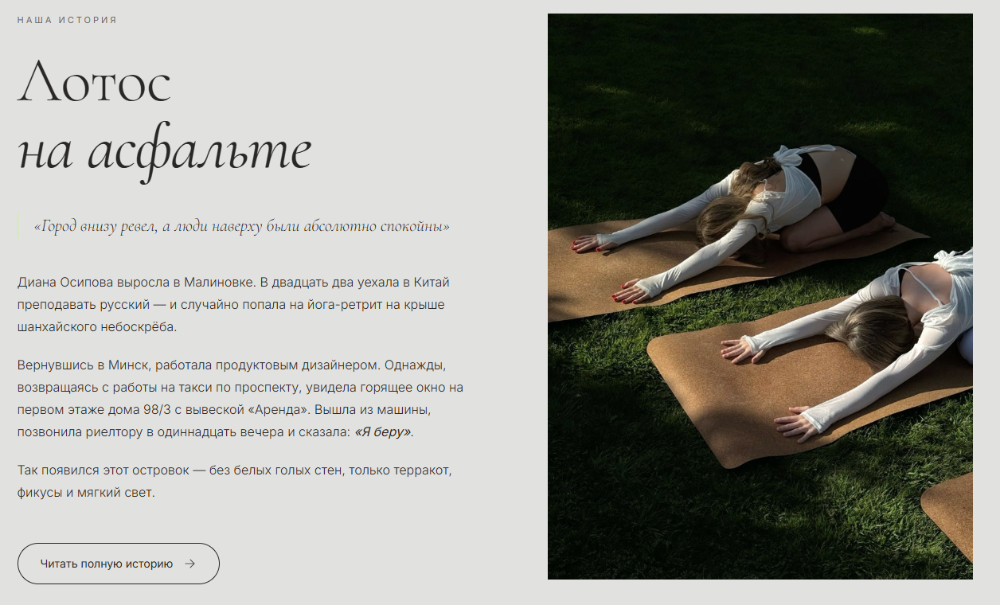 НАША ИСТОРИЯ
Лотос
на асфальте
«Город внизу ревел, а люди наверху были абсолютно спокойны»
Диана Осипова выросла в Малиновке. В двадцать два уехала в Китай
преподавать русский — и случайно попала на йога-ретрит на крыше
шанхайского небоскрёба.
Вернувшись в Минск, работала продуктовым дизайнером. Однажды,
возвращаясь с работы на такси по проспекту, увидела горящее окно на
первом этаже дома 98/3 с вывеской «Аренда». Вышла из машины,
позвонила риелтору в одиннадцать вечера и сказала: «Я беру».
Так появился этот островок — без белых голых стен, только терракот,
фикусы и мягкий свет.
Читать полную историю →